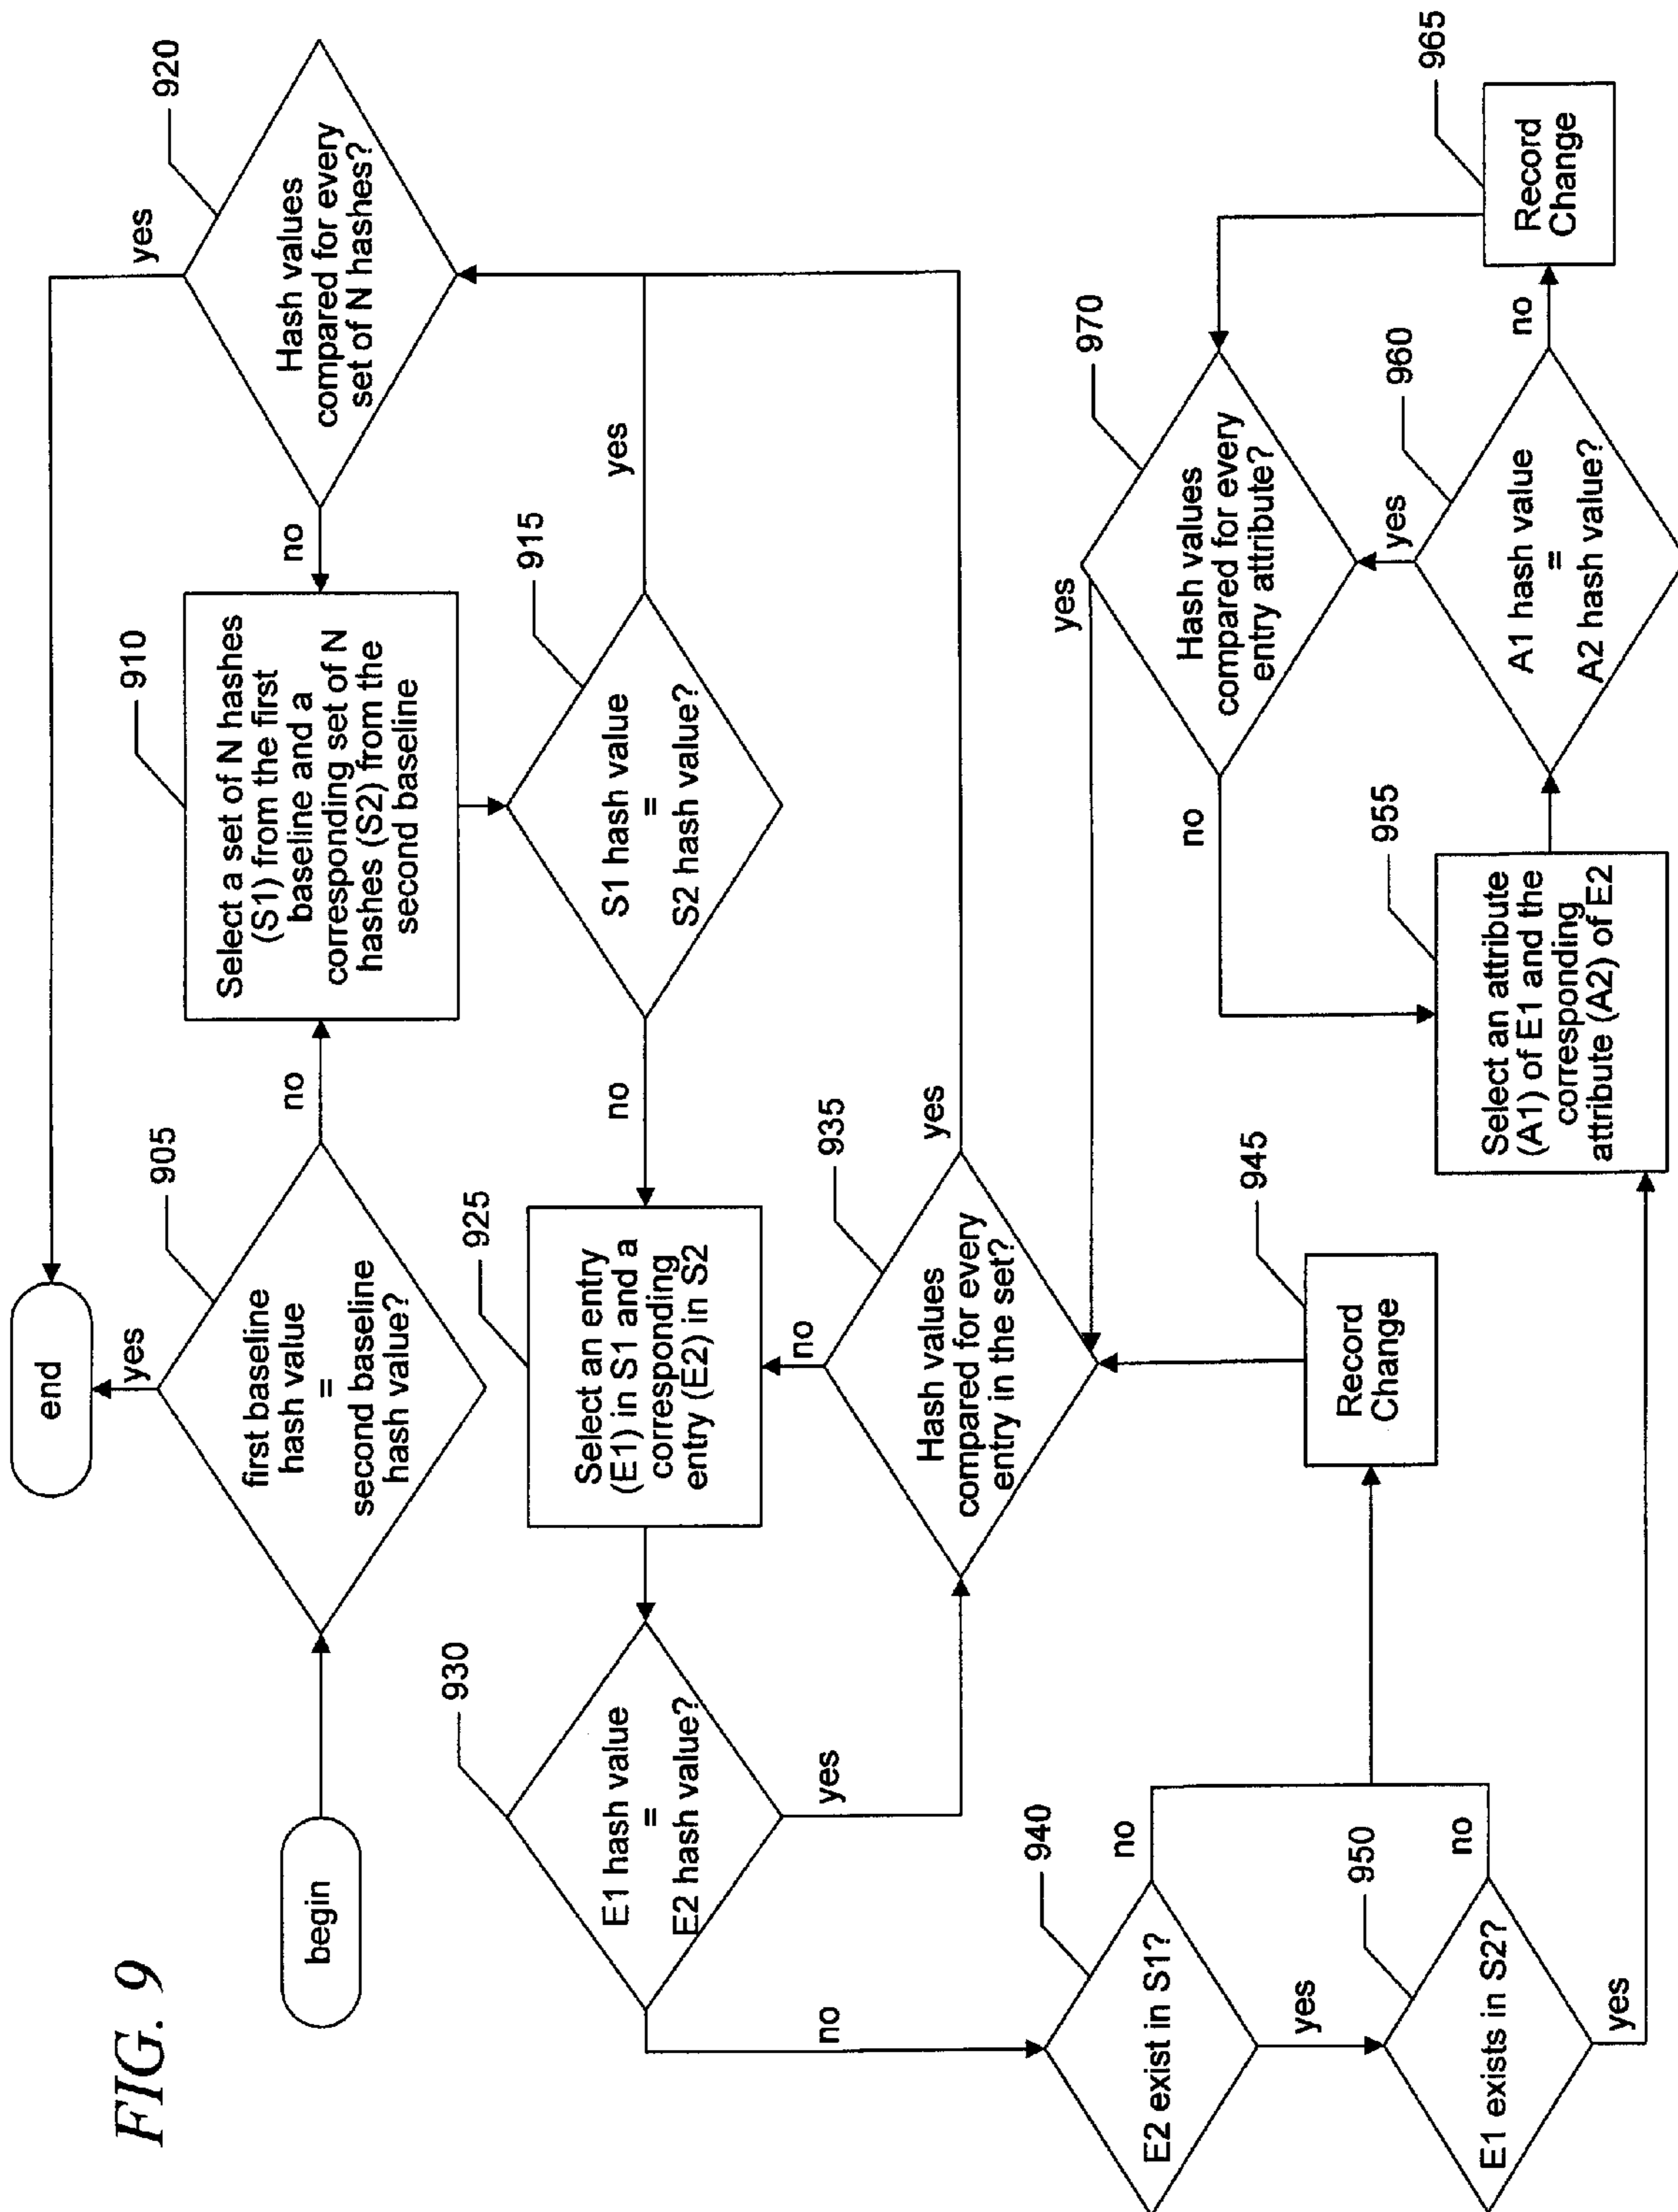 FIG. 9
begin
end
yes
905
first baseline
hash value
=
second baseline
hash value?
no
910
Select a set of N hashes
(S1) from the first
baseline and a
corresponding set of N
hashes (S2) from the
second baseline
no
yes
920
Hash values
compared for every
set of N hashes?
915
S1 hash value
=
S2 hash value?
yes
no
925
Select an entry
(E1) in S1 and a
corresponding
entry (E2) in S2
930
E1 hash value
=
E2 hash value?
yes
no
no
935
Hash values
compared for every
entry in the set?
yes
940
E2 exist in S1?
no
yes
950
E1 exists in S2?
no
yes
945
Record
Change
955
Select an attribute
(A1) of E1 and the
corresponding
attribute (A2) of E2
no
yes
970
Hash values
compared for every
entry attribute?
yes
960
A1 hash value
=
A2 hash value?
no
965
Record
Change